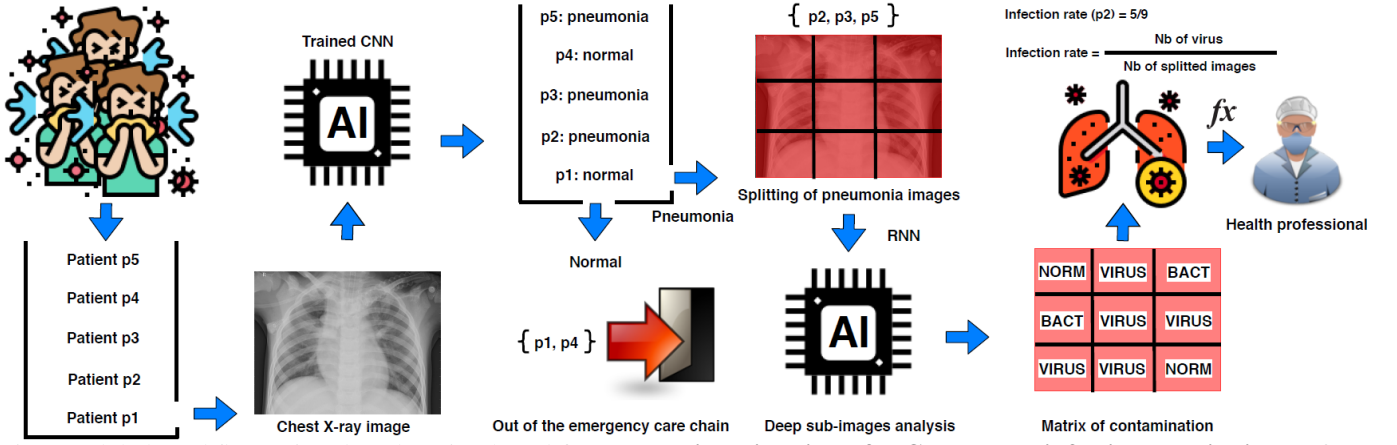 Patient p5
Patient p4
Patient p3
Patient p2
Patient p1
Chest X-ray image
Trained CNN
AI
p5: pneumonia
p4: normal
p3: pneumonia
p2: pneumonia
p1: normal
Pneumonia
Normal
{ p1, p4 }
Out of the emergency care chain
{ p2, p3, p5 }
Splitting of pneumonia images
RNN
AI
Deep sub-images analysis
NORM VIRUS BACT
BACT VIRUS VIRUS
VIRUS VIRUS NORM
Matrix of contamination
Infection rate (p2) = 5/9
Infection rate = Nb of virus
Nb of splitted images
fx
Health professional